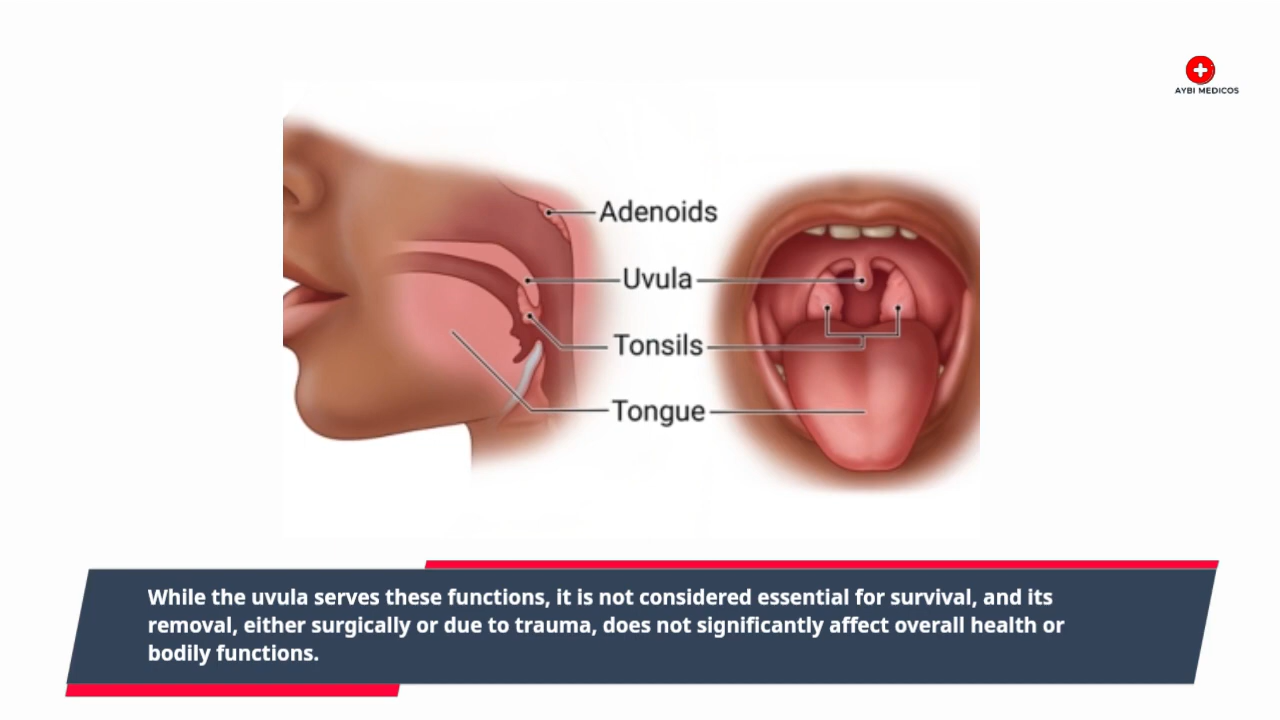 AYBI MEDICOS
Adenoids
Uvula
Tonsils
Tongue
While the uvula serves these functions, it is not considered essential for survival, and its
removal, either surgically or due to trauma, does not significantly affect overall health or
bodily functions.